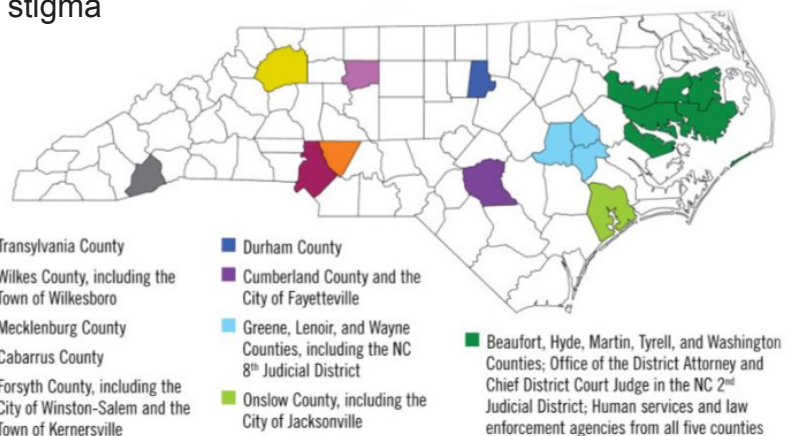 stigma
Transylvania County
Wilkes County, including the
Town of Wilkesboro
Mecklenburg County
Cabarrus County
Forsyth County, including the
City of Winston-Salem and the
Town of Kernersville
Durham County
Cumberland County and the
City of Fayetteville
Greene, Lenoir, and Wayne
Counties, including the NC
8th Judicial District
Onslow County, including the
City of Jacksonville
Beaufort, Hyde, Martin, Tyrell, and Washington
Counties; Office of the District Attorney and
Chief District Court Judge in the NC 2nd
Judicial District; Human services and law
enforcement agencies from all five counties